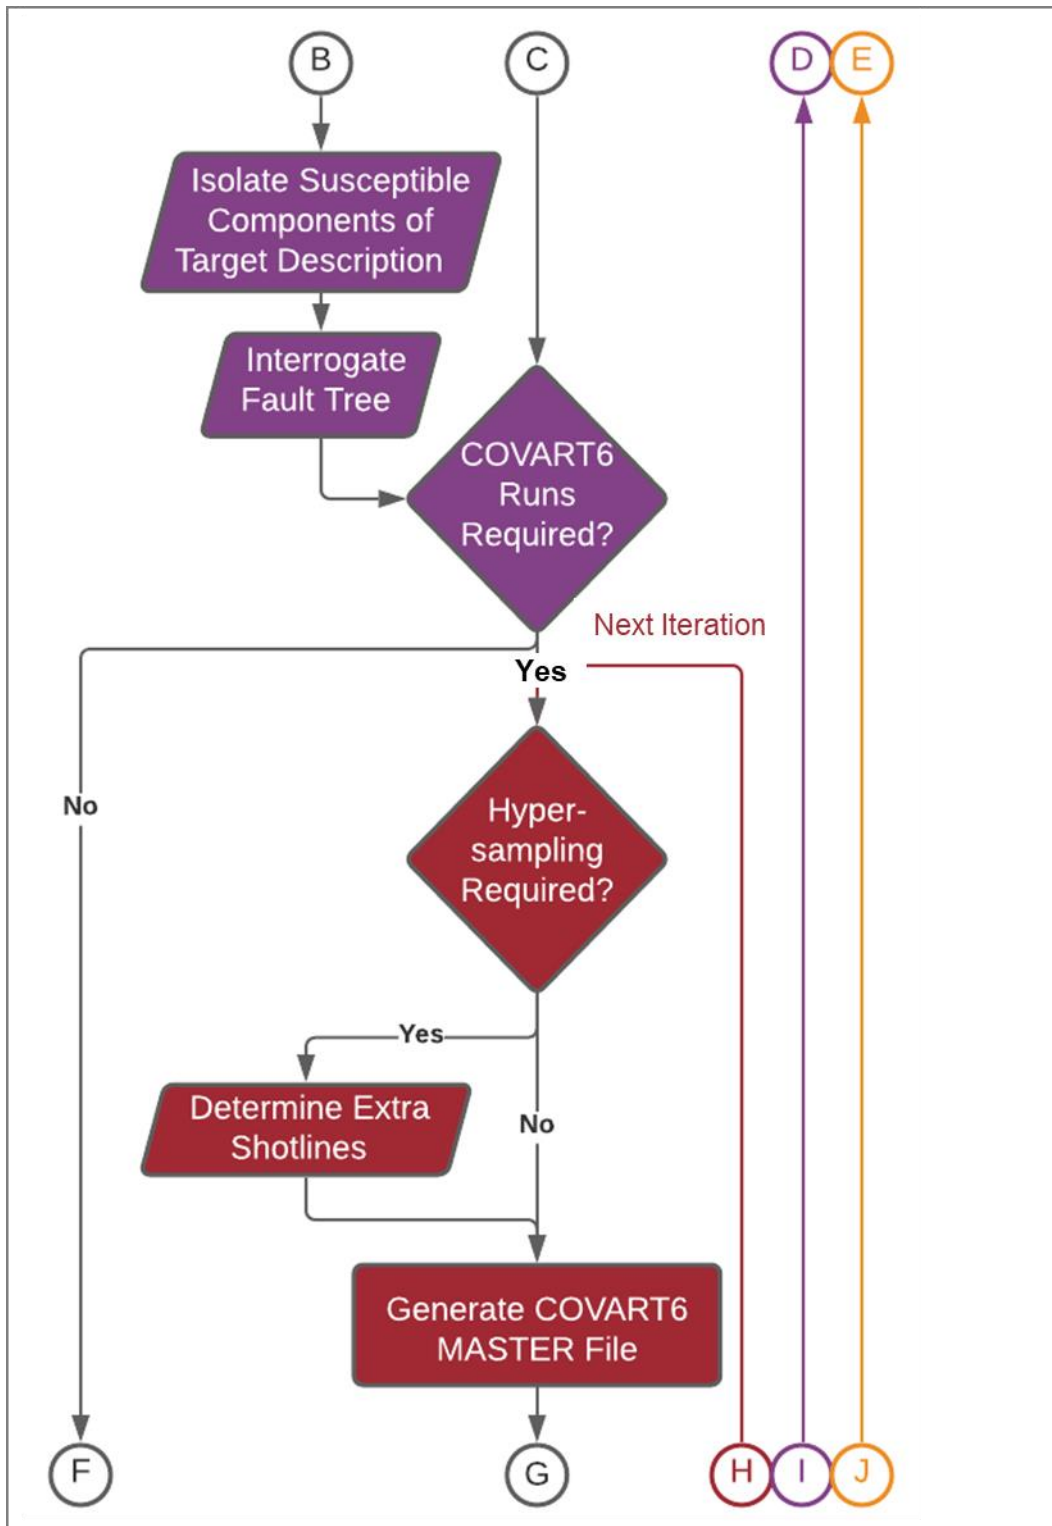 B
C
D
E
Isolate Susceptible
Components of
Target Description
Interrogate
Fault Tree
COVART6
Runs
Required?
Next Iteration
Yes
No
Hyper-
sampling
Required?
Yes
No
Determine Extra
Shotlines
Generate COVART6
MASTER File
F
G
H
I
J